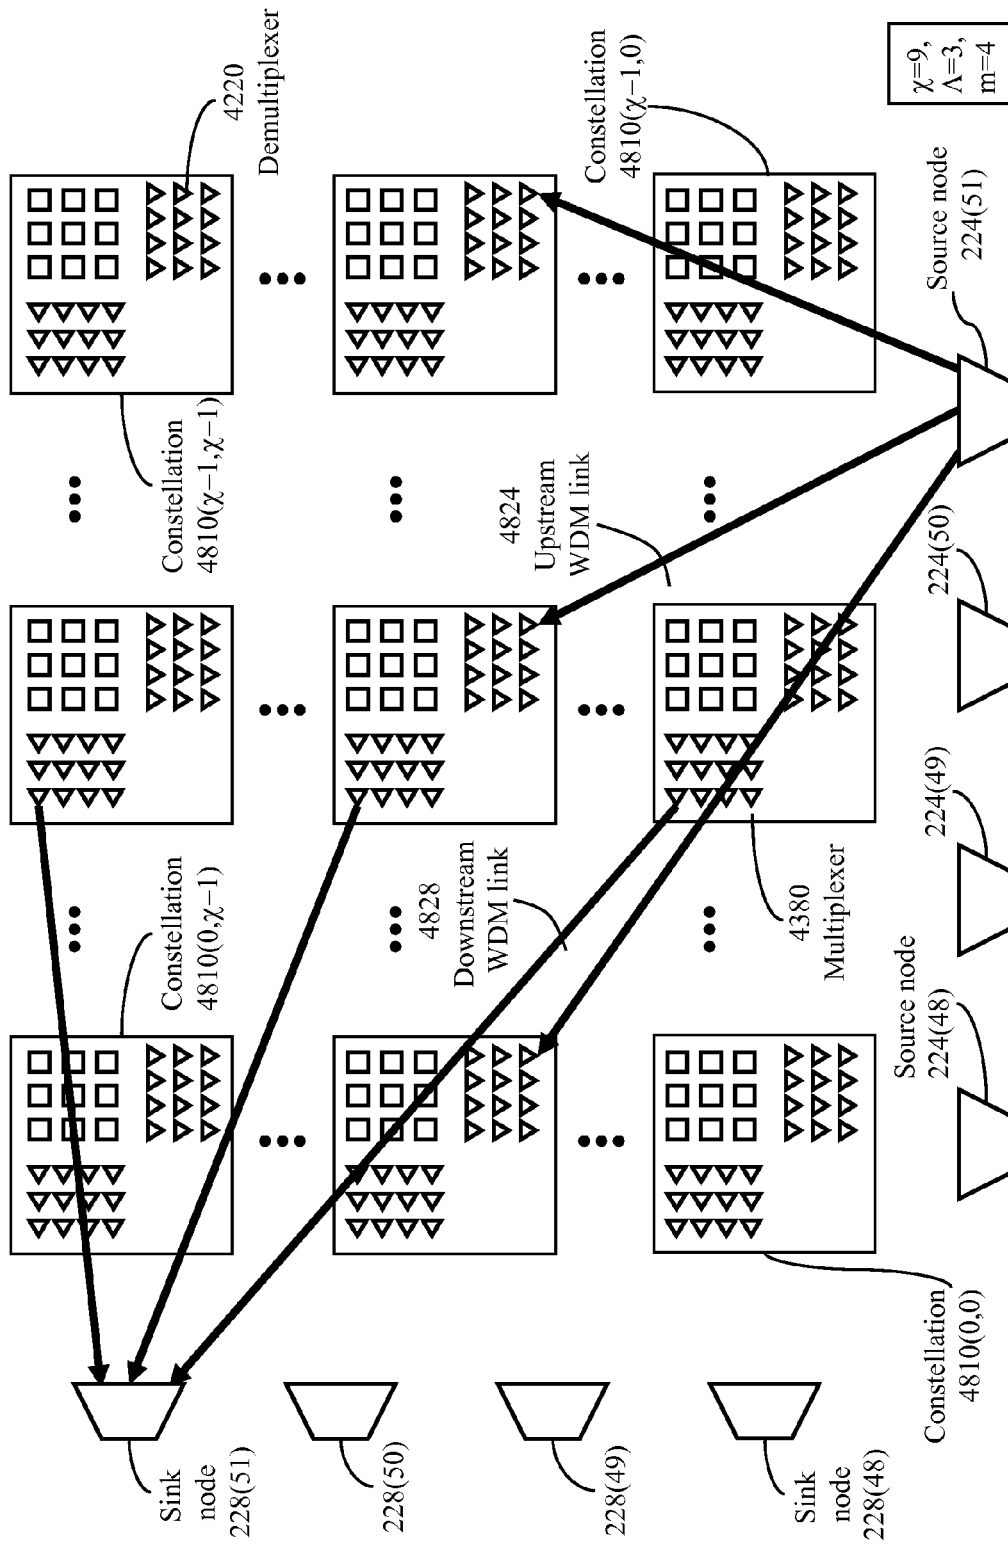 Sink
node
228(51)
228(50)
228(49)
Sink
node
228(48)
Constellation
4810(0,χ−1)
Constellation
4810(χ−1,χ−1)
4220
Demultiplexer
4828
Downstream
WDM link
4824
Upstream
WDM link
4380
Multiplexer
Constellation
4810(χ−1,0)
Constellation
4810(0,0)
Source node
224(48)
224(49)
224(50)
Source node
224(51)
χ=9,
Λ=3,
m=4